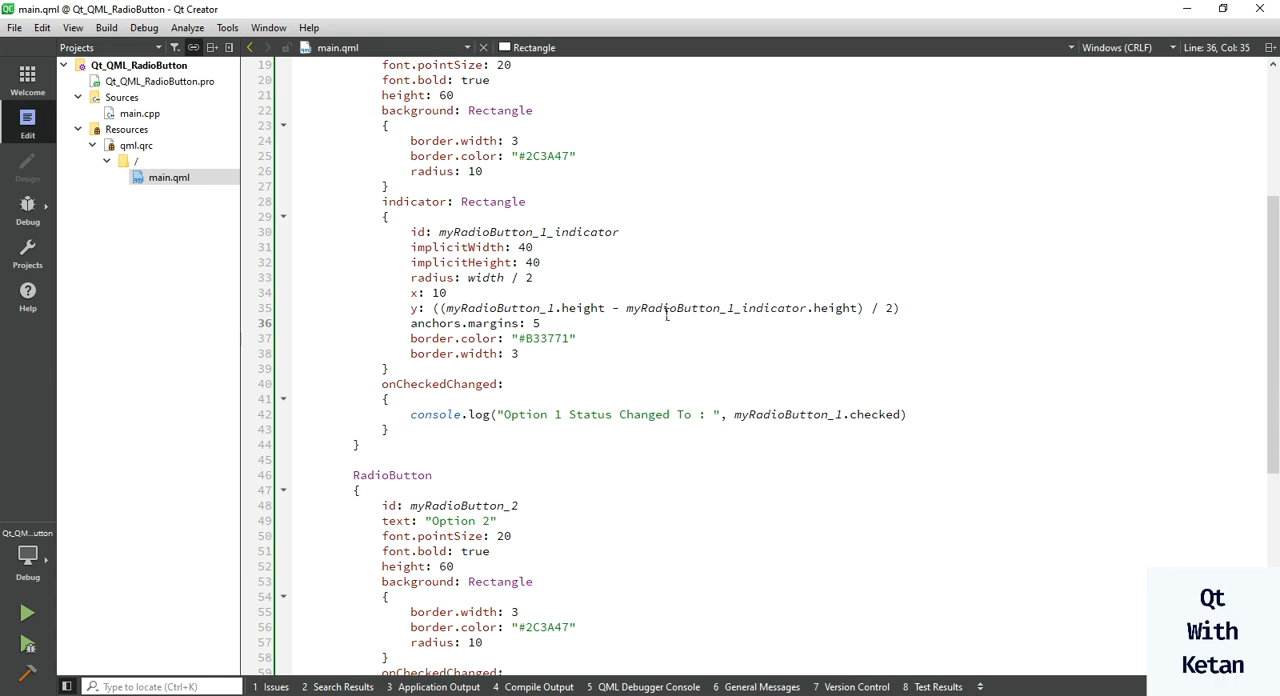 main.qml @ Qt_QML_RadioButton - Qt Creator
File Edit View Build Debug Analyze Tools Window Help
Projects main.qml Rectangle Windows (CRLF) Line: 36, Col: 35
Welcome
Edit
Design
Debug
Projects
Help
Qt_QM...utton
Debug
Qt_QML_RadioButton
Qt_QML_RadioButton.pro
Sources
main.cpp
Resources
qml.qrc
/
main.qml
19 font.pointSize: 20
20 font.bold: true
21 height: 60
22 background: Rectangle
23 {
24 border.width: 3
25 border.color: "#2C3A47"
26 radius: 10
27 }
28 indicator: Rectangle
29 {
30 id: myRadioButton_1_indicator
31 implicitWidth: 40
32 implicitHeight: 40
33 radius: width / 2
34 x: 10
35 y: ((myRadioButton_1.height - myRadioButton_1_indicator.height) / 2)
36 anchors.margins: 5
37 border.color: "#B33771"
38 border.width: 3
39 }
40 onCheckedChanged:
41 {
42 console.log("Option 1 Status Changed To : ", myRadioButton_1.checked)
43 }
44 }
45
46 RadioButton
47 {
48 id: myRadioButton_2
49 text: "Option 2"
50 font.pointSize: 20
51 font.bold: true
52 height: 60
53 background: Rectangle
54 {
55 border.width: 3
56 border.color: "#2C3A47"
57 radius: 10
58 }
59 onCheckedChanged:
Qt
With
Ketan
Type to locate (Ctrl+K) 1 Issues 2 Search Results 3 Application Output 4 Compile Output 5 QML Debugger Console 6 General Messages 7 Version Control 8 Test Results